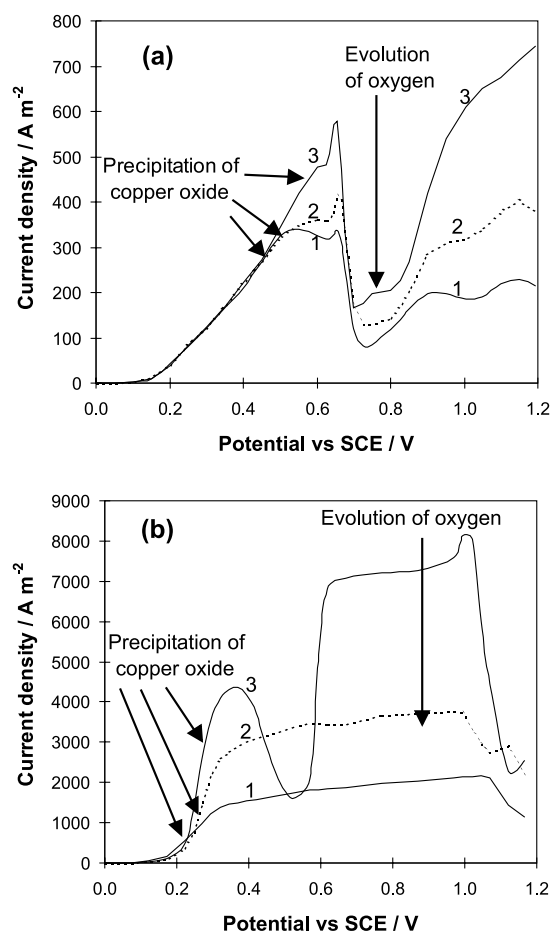 (a)
Evolution
of oxygen
Precipitation of
copper oxide
3
3
2
2
1
1
800
700
600
500
400
300
200
100
0
0.0 0.2 0.4 0.6 0.8 1.0 1.2
Current density / A m-2
Potential vs SCE / V
(b)
Evolution of oxygen
Precipitation of
copper oxide
3
2
1
9000
8000
7000
6000
5000
4000
3000
2000
1000
0
0.0 0.2 0.4 0.6 0.8 1.0 1.2
Current density / A m-2
Potential vs SCE / V